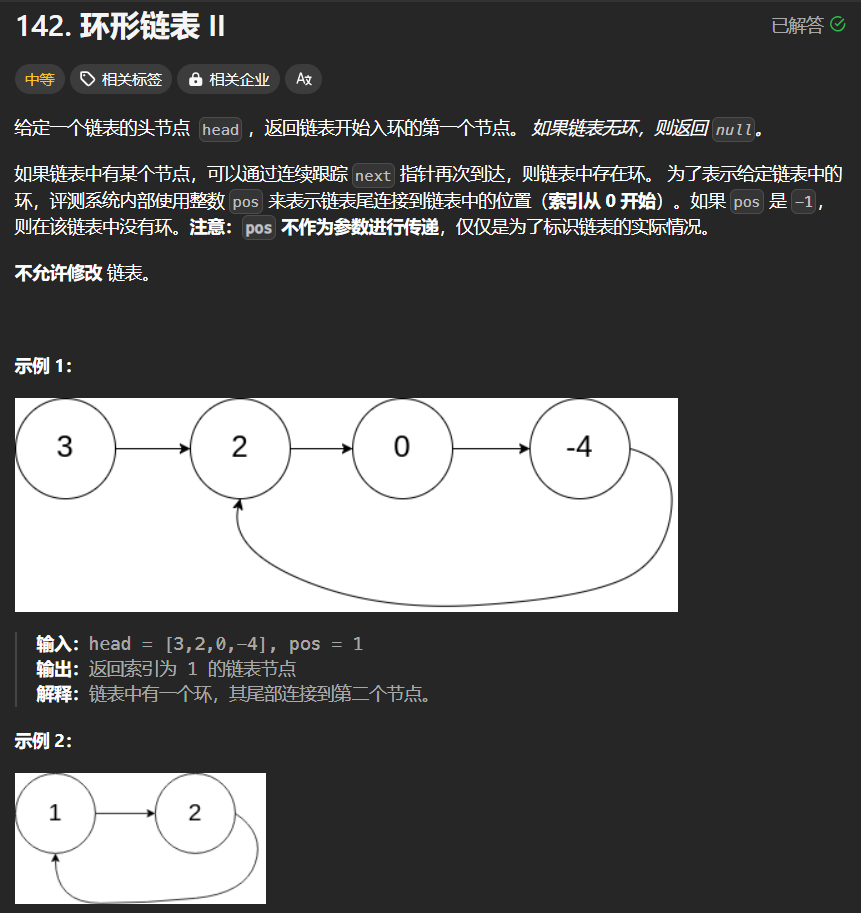 142. 环形链表 II
已解答
中等 相关标签 相关企业
给定一个链表的头节点 head ，返回链表开始入环的第一个节点。 如果链表无环，则返回 null。
如果链表中有某个节点，可以通过连续跟踪 next 指针再次到达，则链表中存在环。 为了表示给定链表中的
环，评测系统内部使用整数 pos 来表示链表尾连接到链表中的位置（索引从 0 开始）。如果 pos 是 -1，
则在该链表中没有环。注意：pos 不作为参数进行传递，仅仅是为了标识链表的实际情况。
不允许修改 链表。
示例 1：
3 2 0 -4
输入：head = [3,2,0,-4], pos = 1
输出：返回索引为 1 的链表节点
解释：链表中有一个环，其尾部连接到第二个节点。
示例 2：
1 2